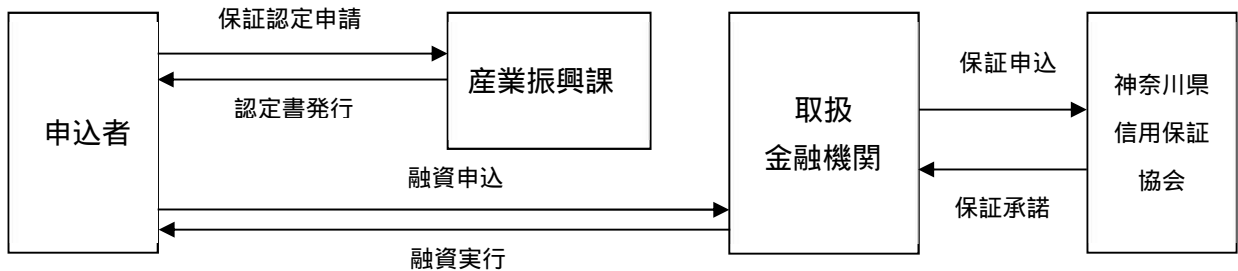 保証認定申請
申込者
産業振興課
認定書発行
融資申込
融資実行
取扱
金融機関
保証申込
保証承諾
神奈川県
信用保証
協会